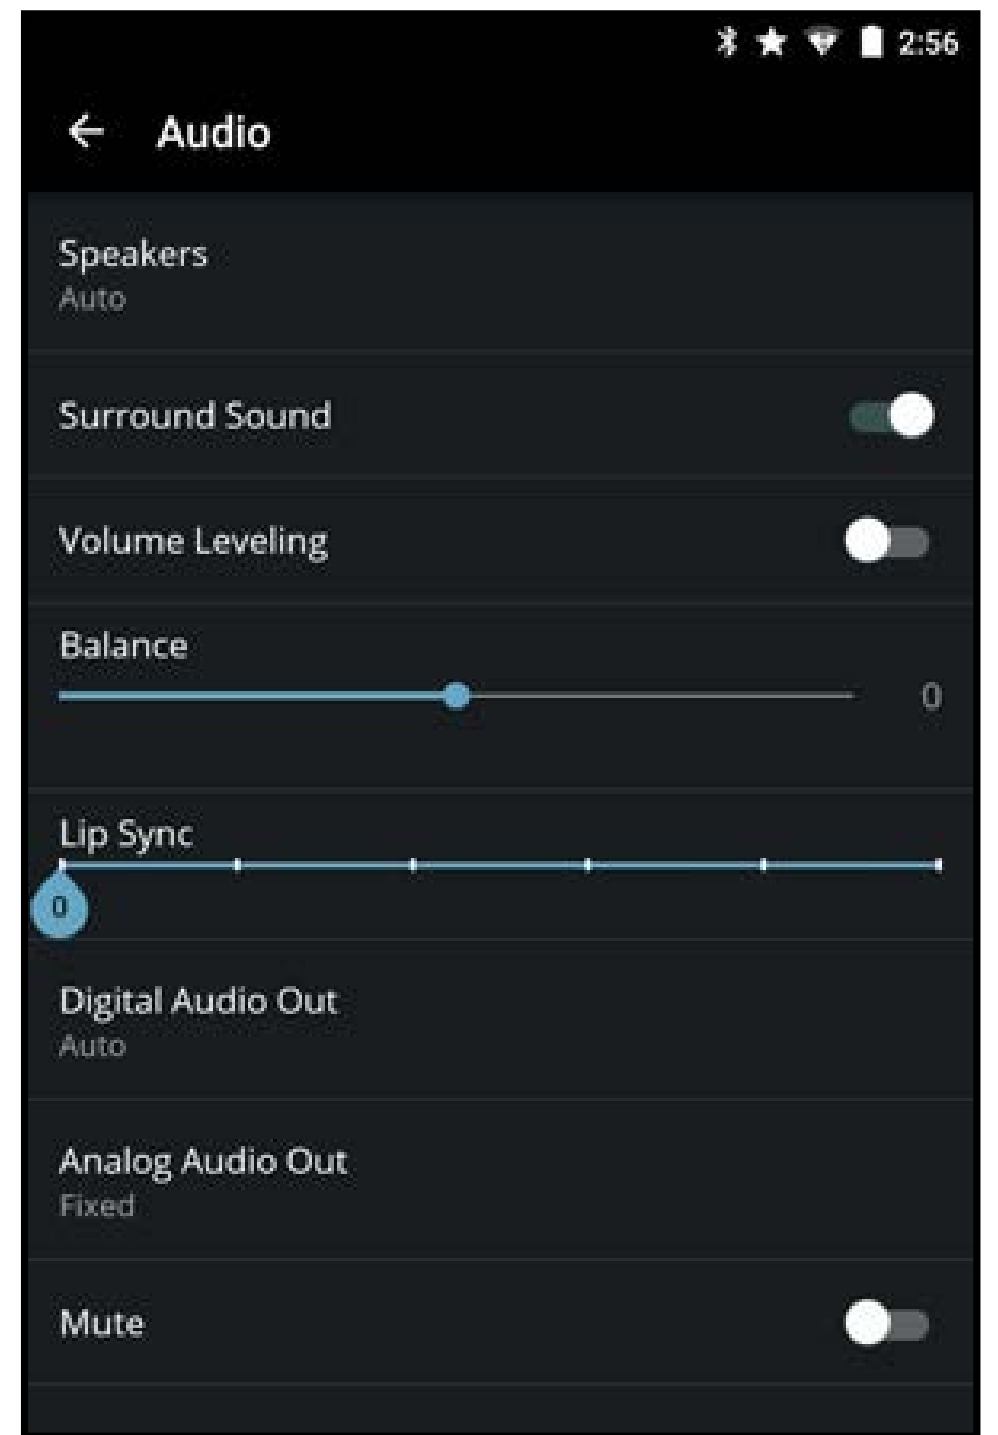 2:56
Audio
Speakers
Auto
Surround Sound
Volume Leveling
Balance
0
Lip Sync
0
Digital Audio Out
Auto
Analog Audio Out
Fixed
Mute